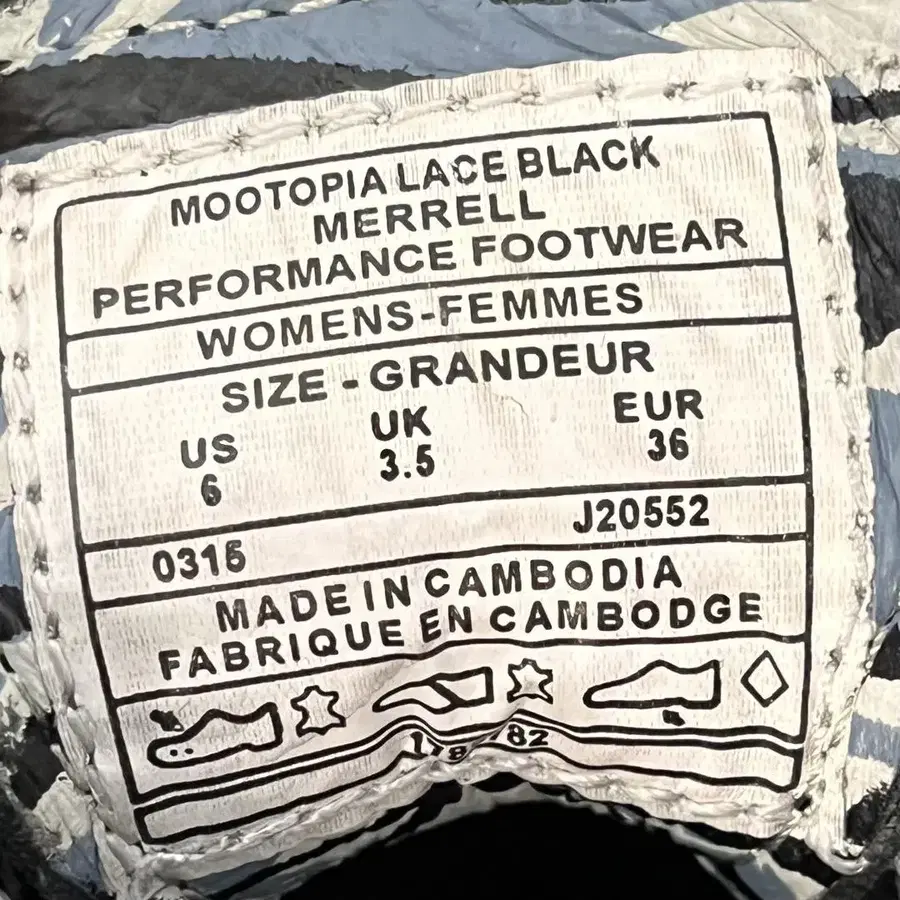 MOOTOPIA LACE BLACK
MERRELL
PERFORMANCE FOOTWEAR
WOMENS-FEMMES
SIZE - GRANDEUR
US UK EUR
6 3.5 36
0315 J20552
MADE IN CAMBODIA
FABRIQUE EN CAMBODGE